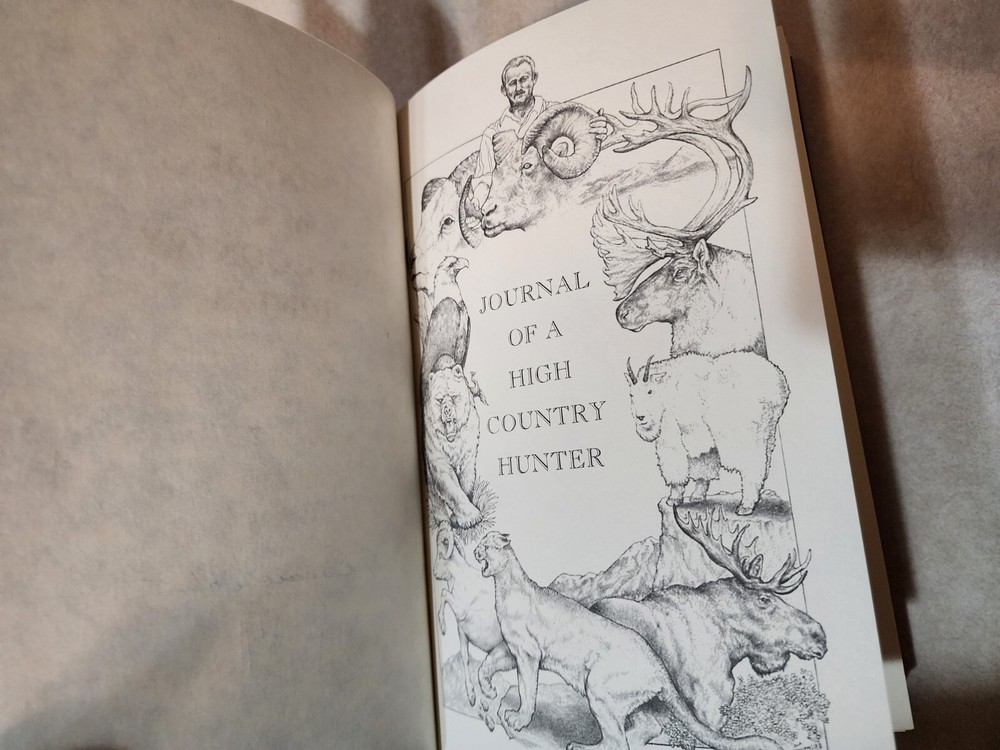 JOURNAL
OF A
HIGH
COUNTRY
HUNTER